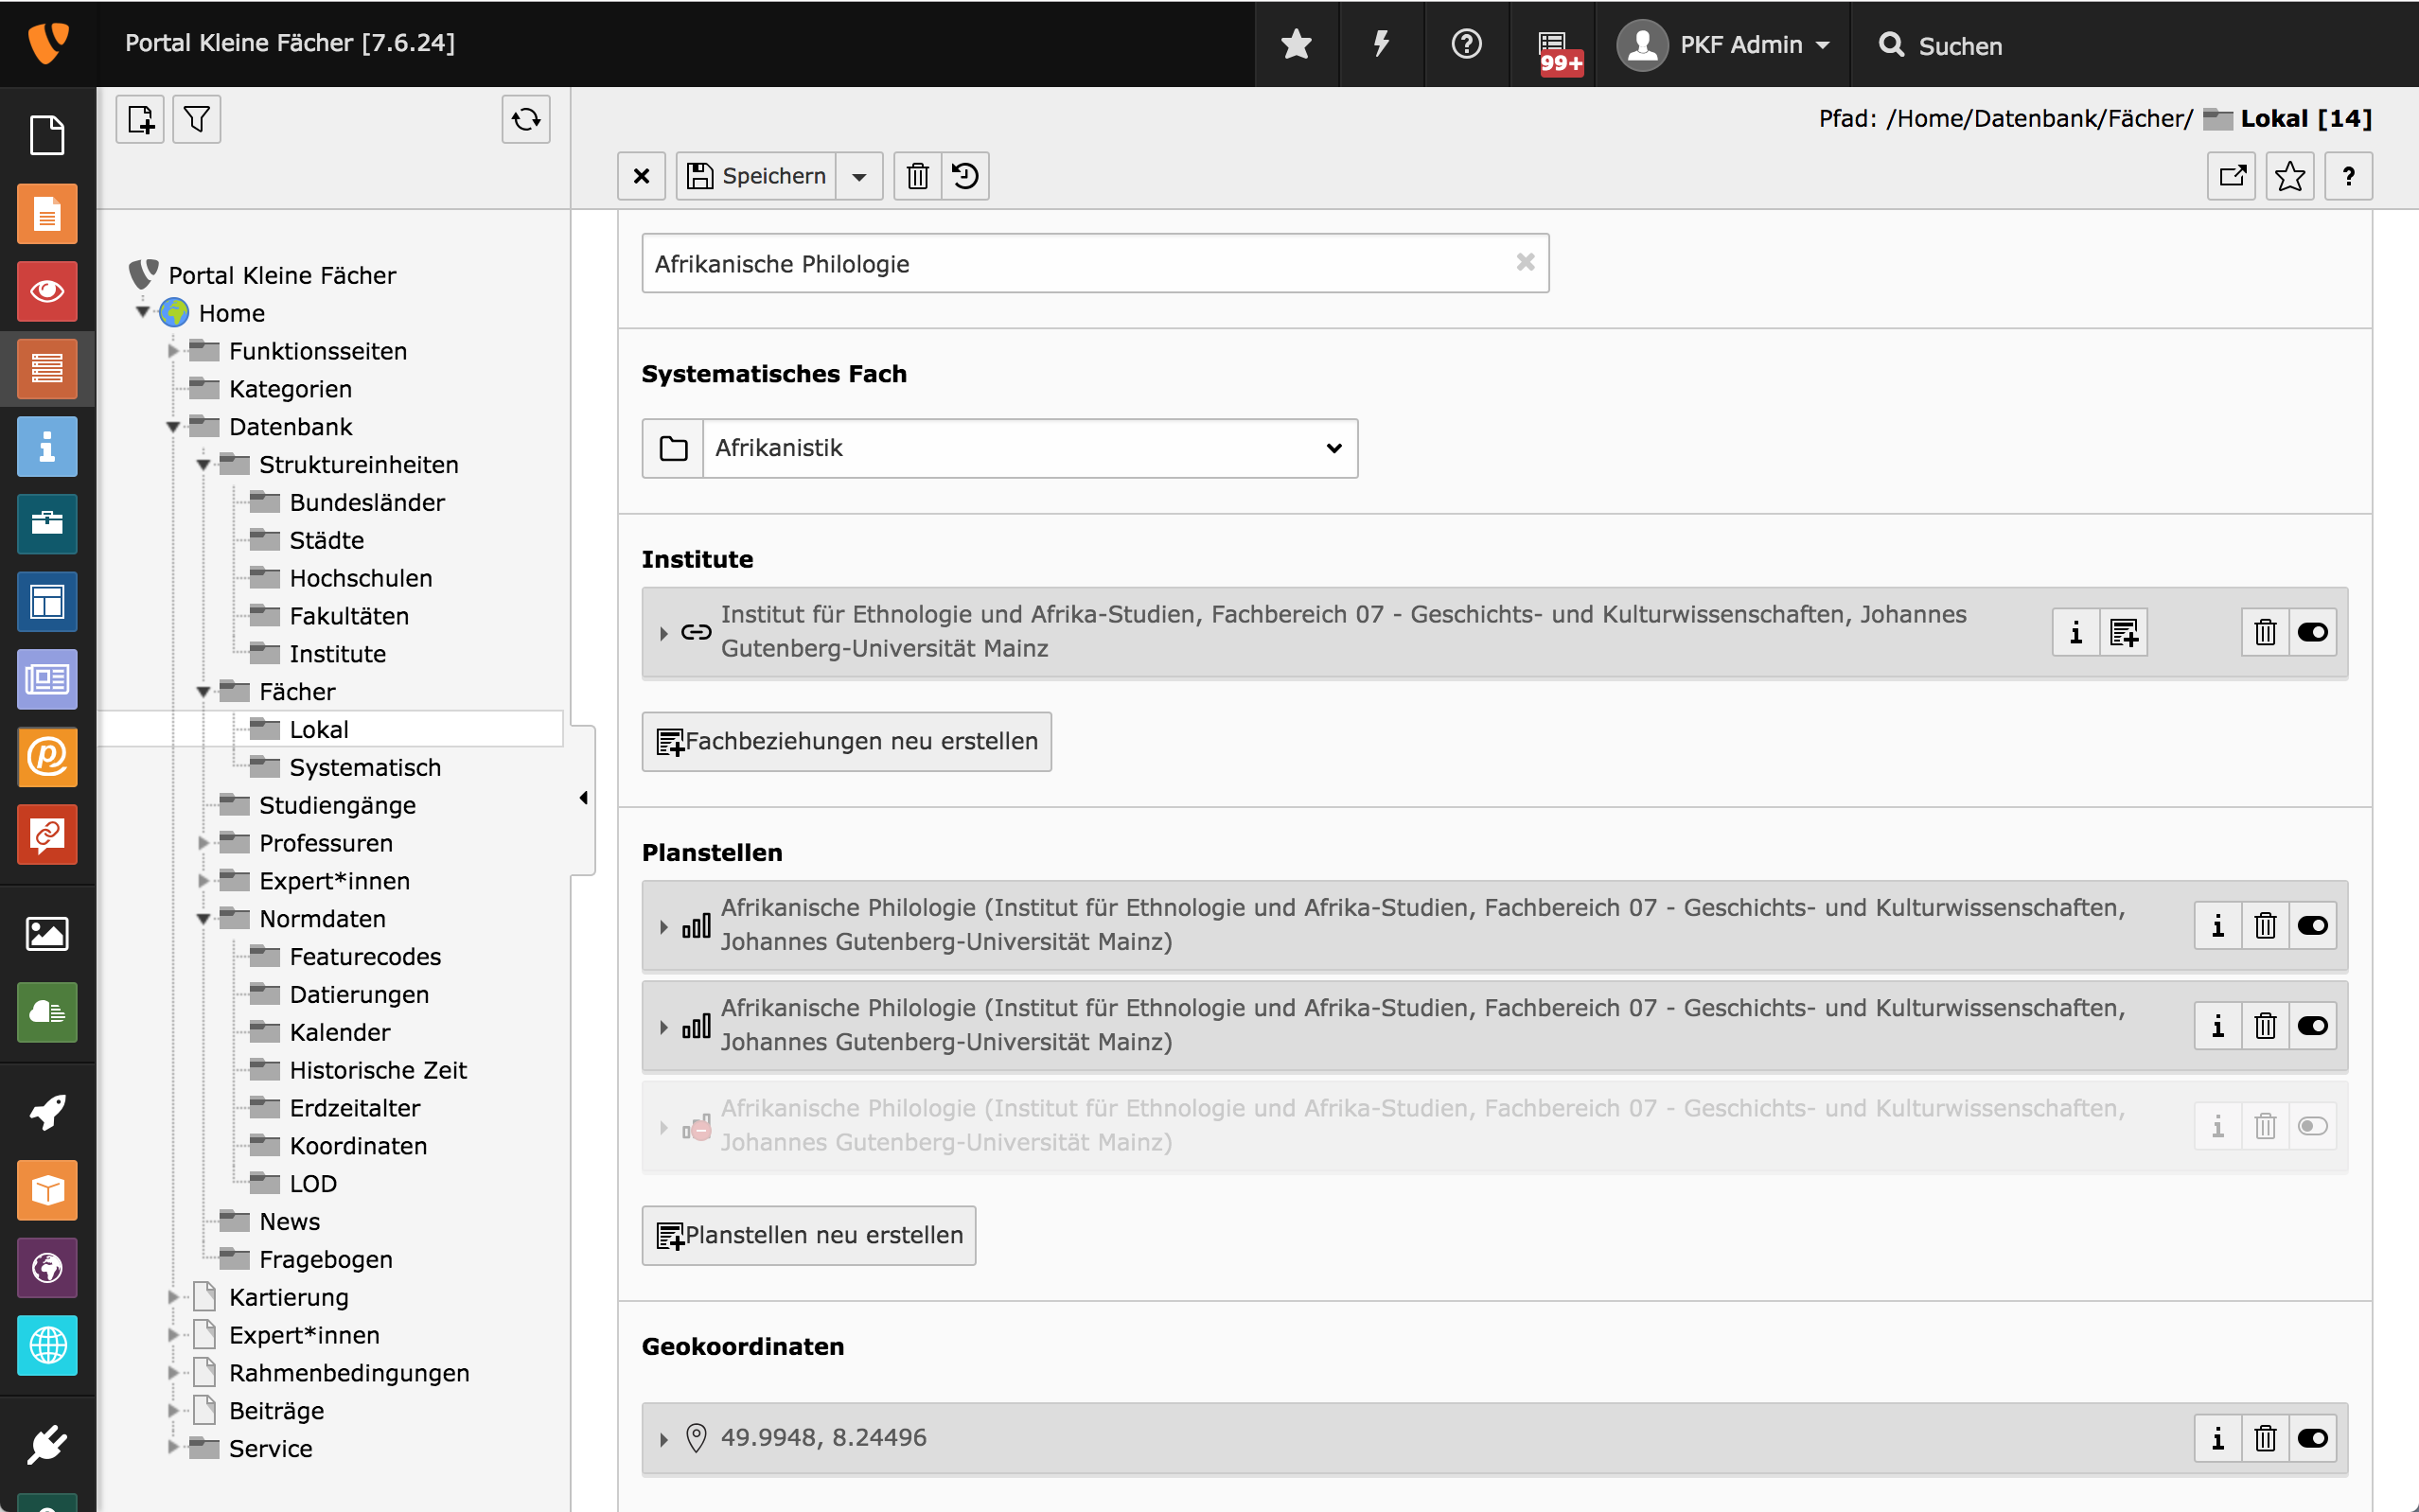 Portal Kleine Fächer [7.6.24]
99+
PKF Admin
Suchen
Pfad: /Home/Datenbank/Fächer/ Lokal [14]
Speichern
?
Portal Kleine Fächer
Home
Funktionsseiten
Kategorien
Datenbank
Struktureinheiten
Bundesländer
Städte
Hochschulen
Fakultäten
Institute
Fächer
Lokal
Systematisch
Studiengänge
Professuren
Expert*innen
Normdaten
Featurecodes
Datierungen
Kalender
Historische Zeit
Erdzeitalter
Koordinaten
LOD
News
Fragebogen
Kartierung
Expert*innen
Rahmenbedingungen
Beiträge
Service
Afrikanische Philologie
Systematisches Fach
Afrikanistik
Institute
Institut für Ethnologie und Afrika-Studien, Fachbereich 07 - Geschichts- und Kulturwissenschaften, Johannes
Gutenberg-Universität Mainz
Fachbeziehungen neu erstellen
Planstellen
Afrikanische Philologie (Institut für Ethnologie und Afrika-Studien, Fachbereich 07 - Geschichts- und Kulturwissenschaften,
Johannes Gutenberg-Universität Mainz)
Afrikanische Philologie (Institut für Ethnologie und Afrika-Studien, Fachbereich 07 - Geschichts- und Kulturwissenschaften,
Johannes Gutenberg-Universität Mainz)
Afrikanische Philologie (Institut für Ethnologie und Afrika-Studien, Fachbereich 07 - Geschichts- und Kulturwissenschaften,
Johannes Gutenberg-Universität Mainz)
Planstellen neu erstellen
Geokoordinaten
49.9948, 8.24496